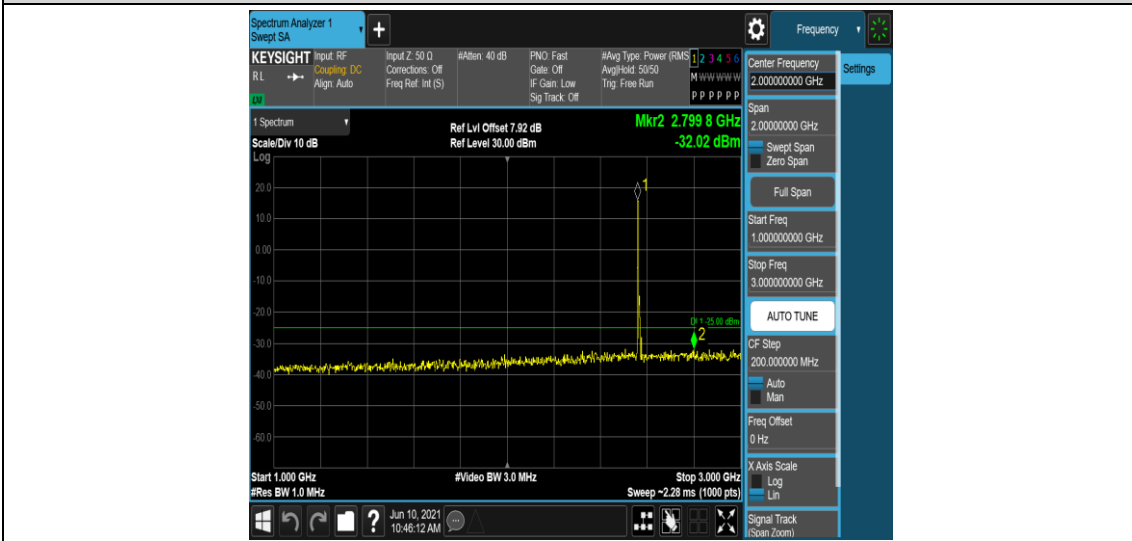 Spectrum Analyzer 1
Swept SA
+
Frequency
KEYSIGHT
RL
LM
Input: RF
Coupling: DC
Align: Auto
Input Z: 50 Ω
Corrections: Off
Freq Ref: Int (S)
#Atten: 40 dB
PNO: Fast
Gate: Off
IF Gain: Low
Sig Track: Off
#Avg Type: Power (RMS
Avg|Hold: 50/50
Trig: Free Run
1 2 3 4 5 6
M W W W W W
P P P P P P
Center Frequency
2.000000000 GHz
Settings
Span
2.00000000 GHz
Swept Span
Zero Span
Full Span
Start Freq
1.000000000 GHz
Stop Freq
3.000000000 GHz
AUTO TUNE
CF Step
200.000000 MHz
Auto
Man
Freq Offset
0 Hz
X Axis Scale
Log
Lin
Signal Track
(Span Zoom)
1 Spectrum
Scale/Div 10 dB
Log
Ref Lvl Offset 7.92 dB
Ref Level 30.00 dBm
Mkr2 2.799 8 GHz
-32.02 dBm
20.0
10.0
0.00
-10.0
-20.0
-30.0
-40.0
-50.0
-60.0
1
DL1 -25.00 dBm
2
Start 1.000 GHz
#Res BW 1.0 MHz
#Video BW 3.0 MHz
Stop 3.000 GHz
Sweep ~2.28 ms (1000 pts)
?
Jun 10, 2021
10:46:12 AM